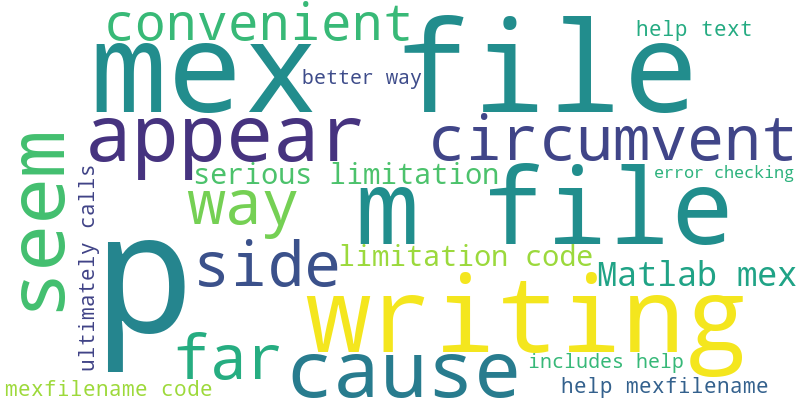 convenient
help text
mex file
better way
appear
circumvent
seem
serious limitation
error checking
way
m file
ultimately calls
p
side
limitation code
Matlab mex
writing
far
cause
includes help
mexfilename code
help mexfilename